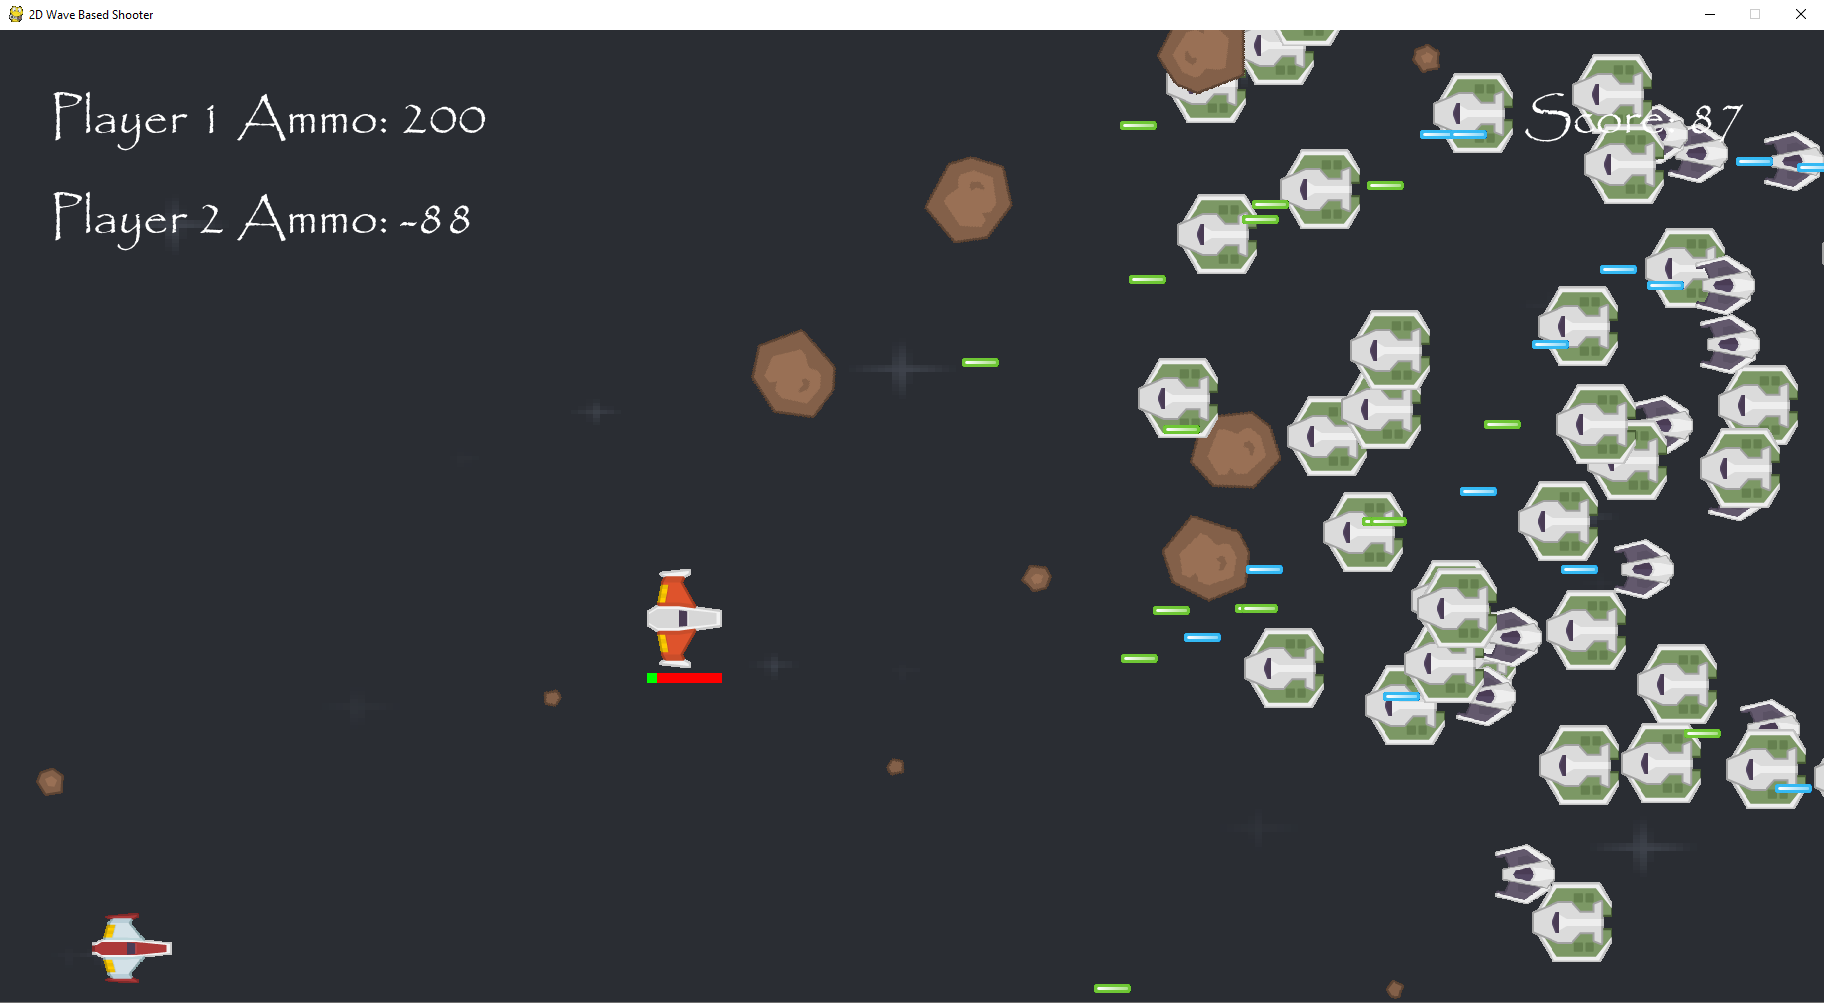 2D Wave Based Shooter
Player 1 Ammo: 200
Score: 87
Player 2 Ammo: -88